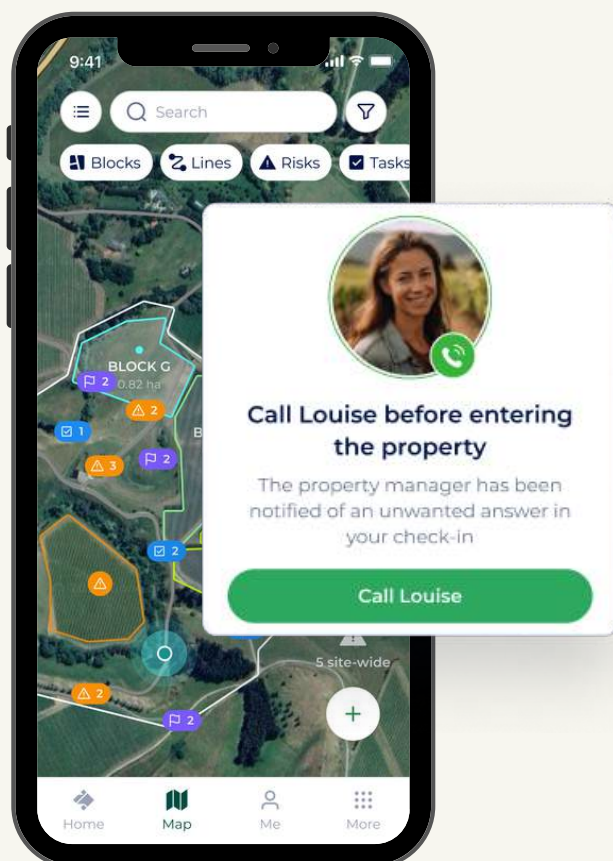 9:41
Search
Blocks
Lines
Risks
Tasks
BLOCK G
0.82 ha
2
2
1
3
2
B
2
Call Louise before entering
the property
The property manager has been
notified of an unwanted answer in
your check-in
Call Louise
5 site-wide
2
2
+
Home
Map
Me
More